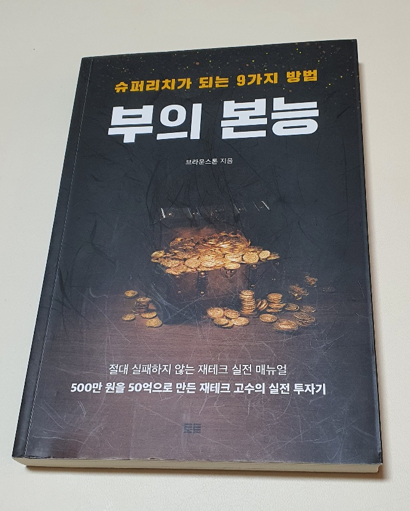 슈퍼리치가 되는 9가지 방법
부의 본능
브라운스톤 지음
절대 실패하지 않는 재테크 실전 매뉴얼
500만 원을 50억으로 만든 재테크 고수의 실전 투자기